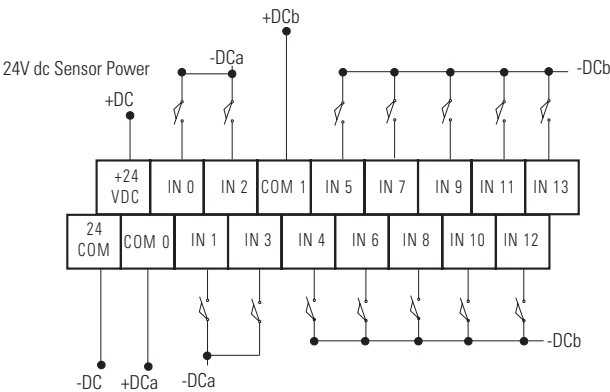 +DCb
24V dc Sensor Power
-DCa
-DCb
+DC
+24 VDC
IN 0
IN 2
COM 1
IN 5
IN 7
IN 9
IN 11
IN 13
24 COM
COM 0
IN 1
IN 3
IN 4
IN 6
IN 8
IN 10
IN 12
-DCb
-DC
+DCa
-DCa